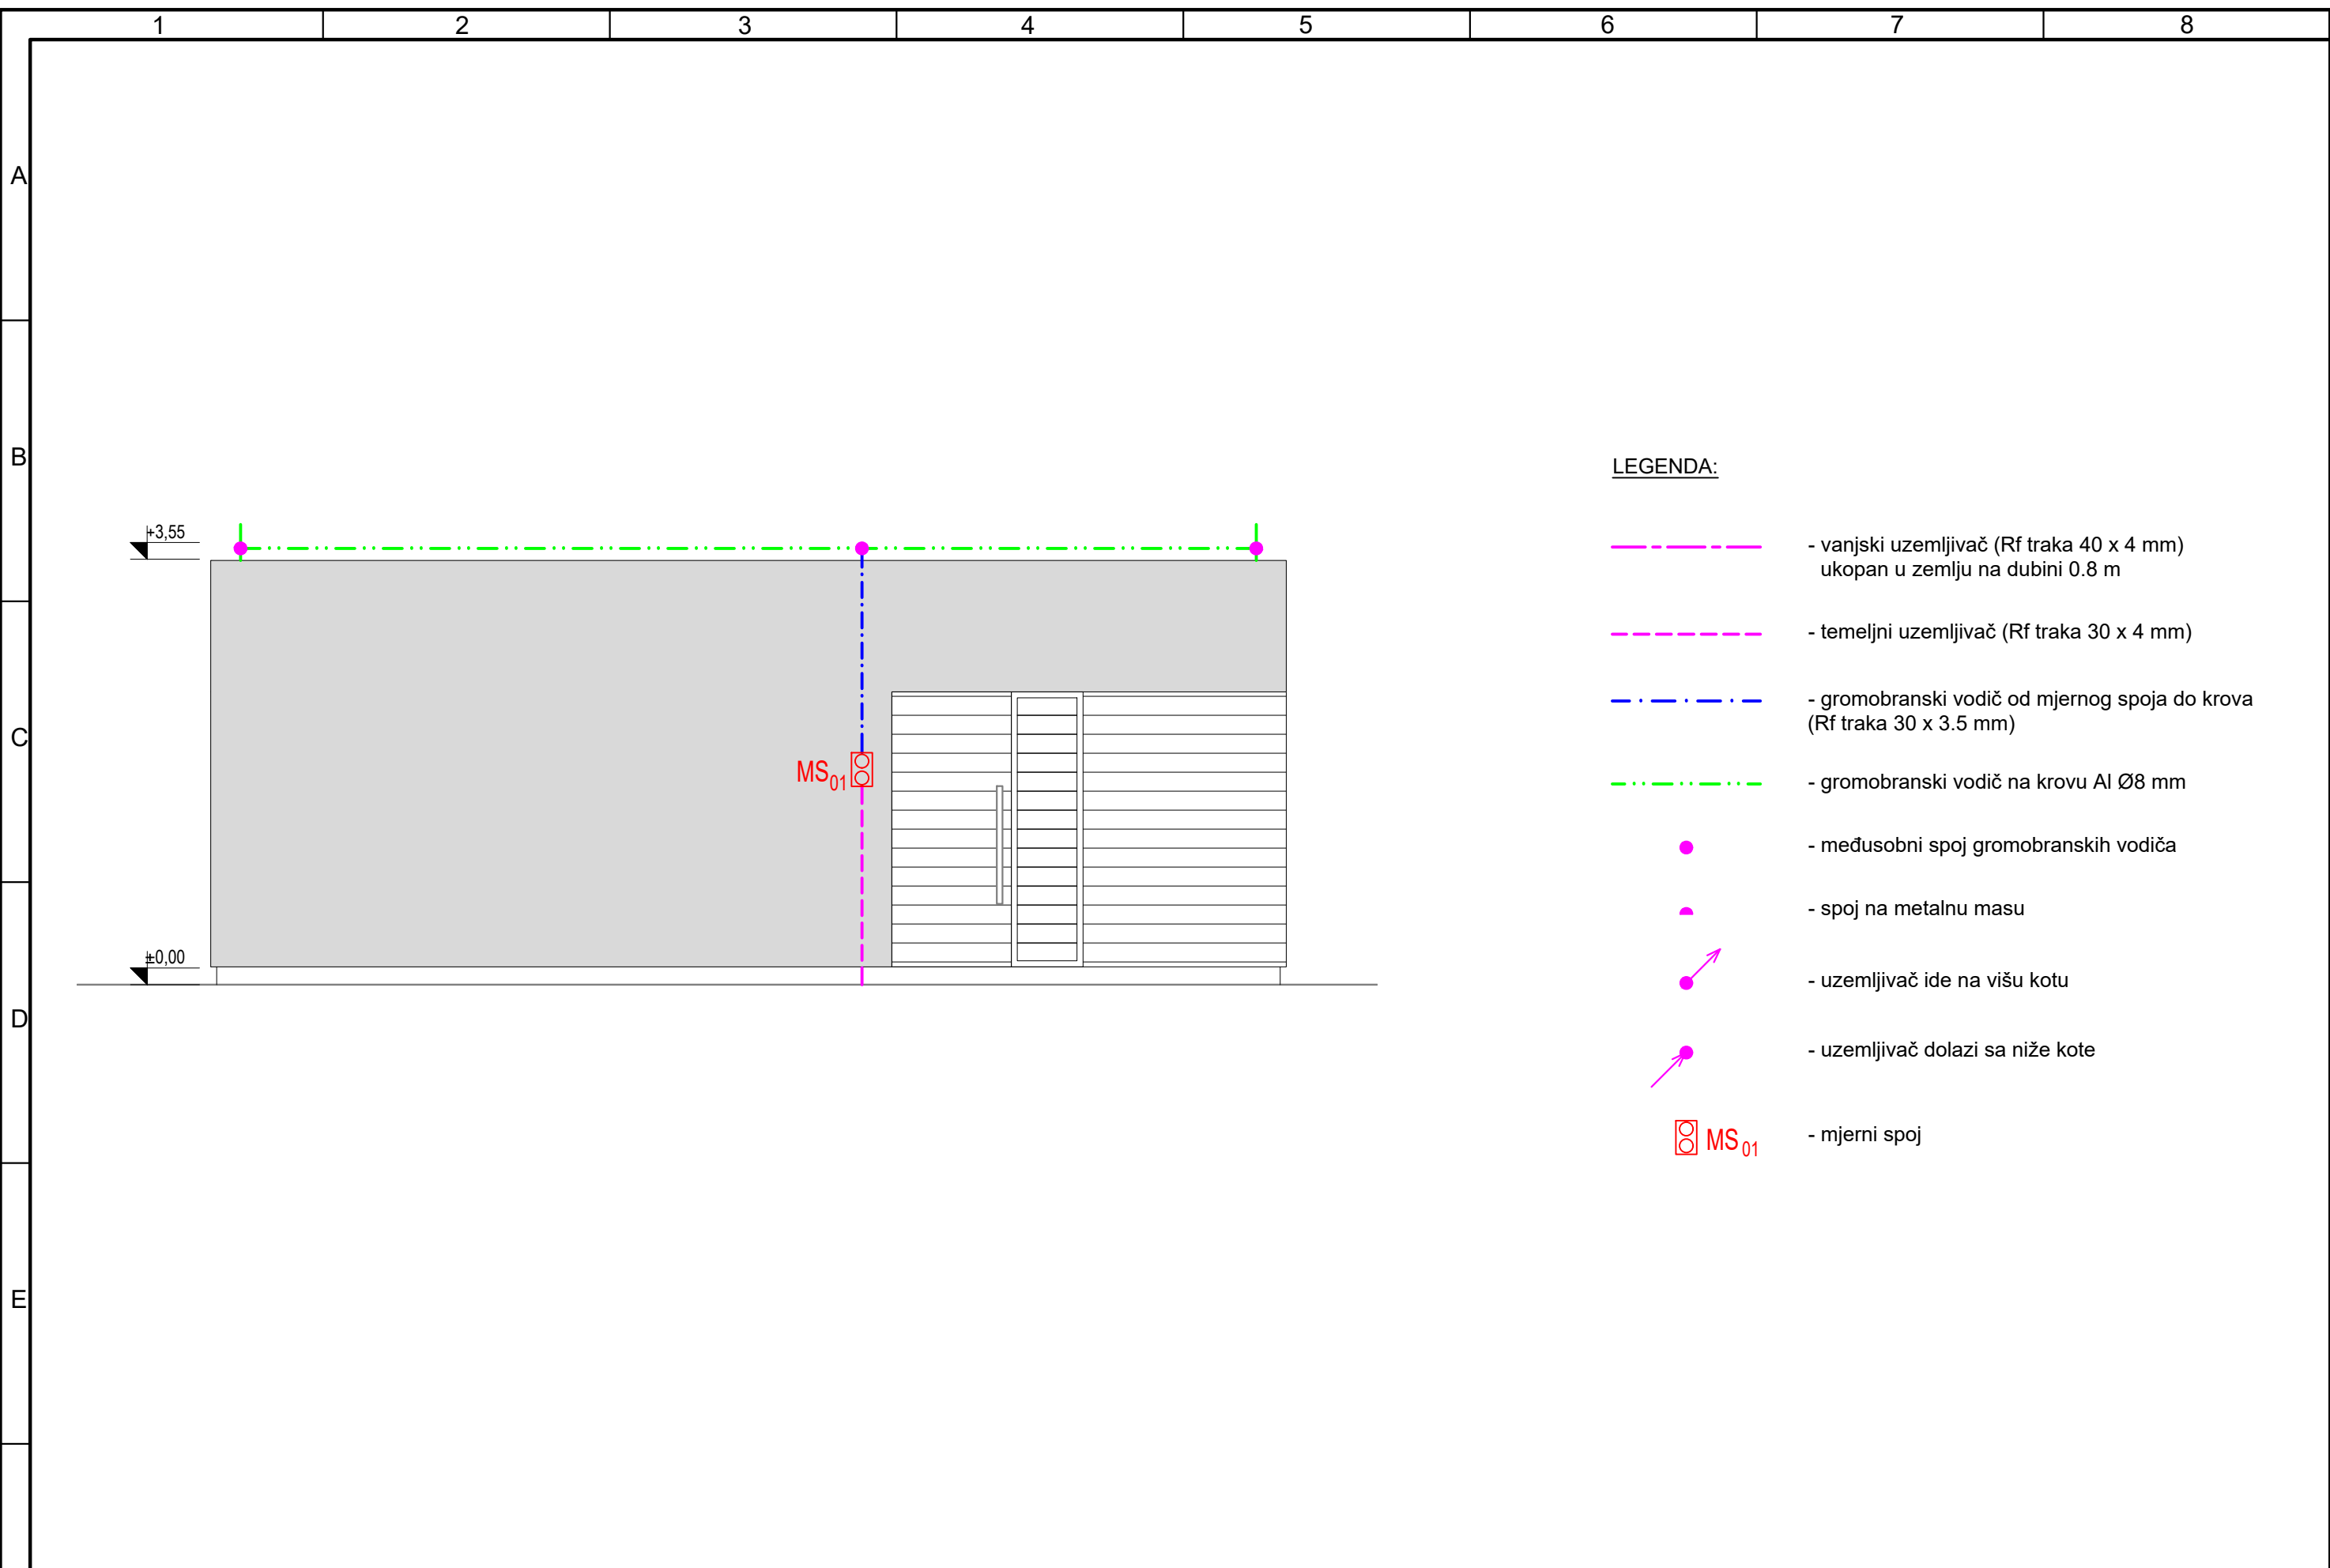 1 2 3 4 5 6 7 8
A
B
LEGENDA:
+3,55
- vanjski uzemljivač (Rf traka 40 x 4 mm)
ukopan u zemlju na dubini 0.8 m
- temeljni uzemljivač (Rf traka 30 x 4 mm)
- gromobranski vodič od mjernog spoja do krova
(Rf traka 30 x 3.5 mm)
C
MS01
- gromobranski vodič na krovu Al Ø8 mm
- međusobni spoj gromobranskih vodiča
- spoj na metalnu masu
±0,00
- uzemljivač ide na višu kotu
D
- uzemljivač dolazi sa niže kote
MS01 - mjerni spoj
E